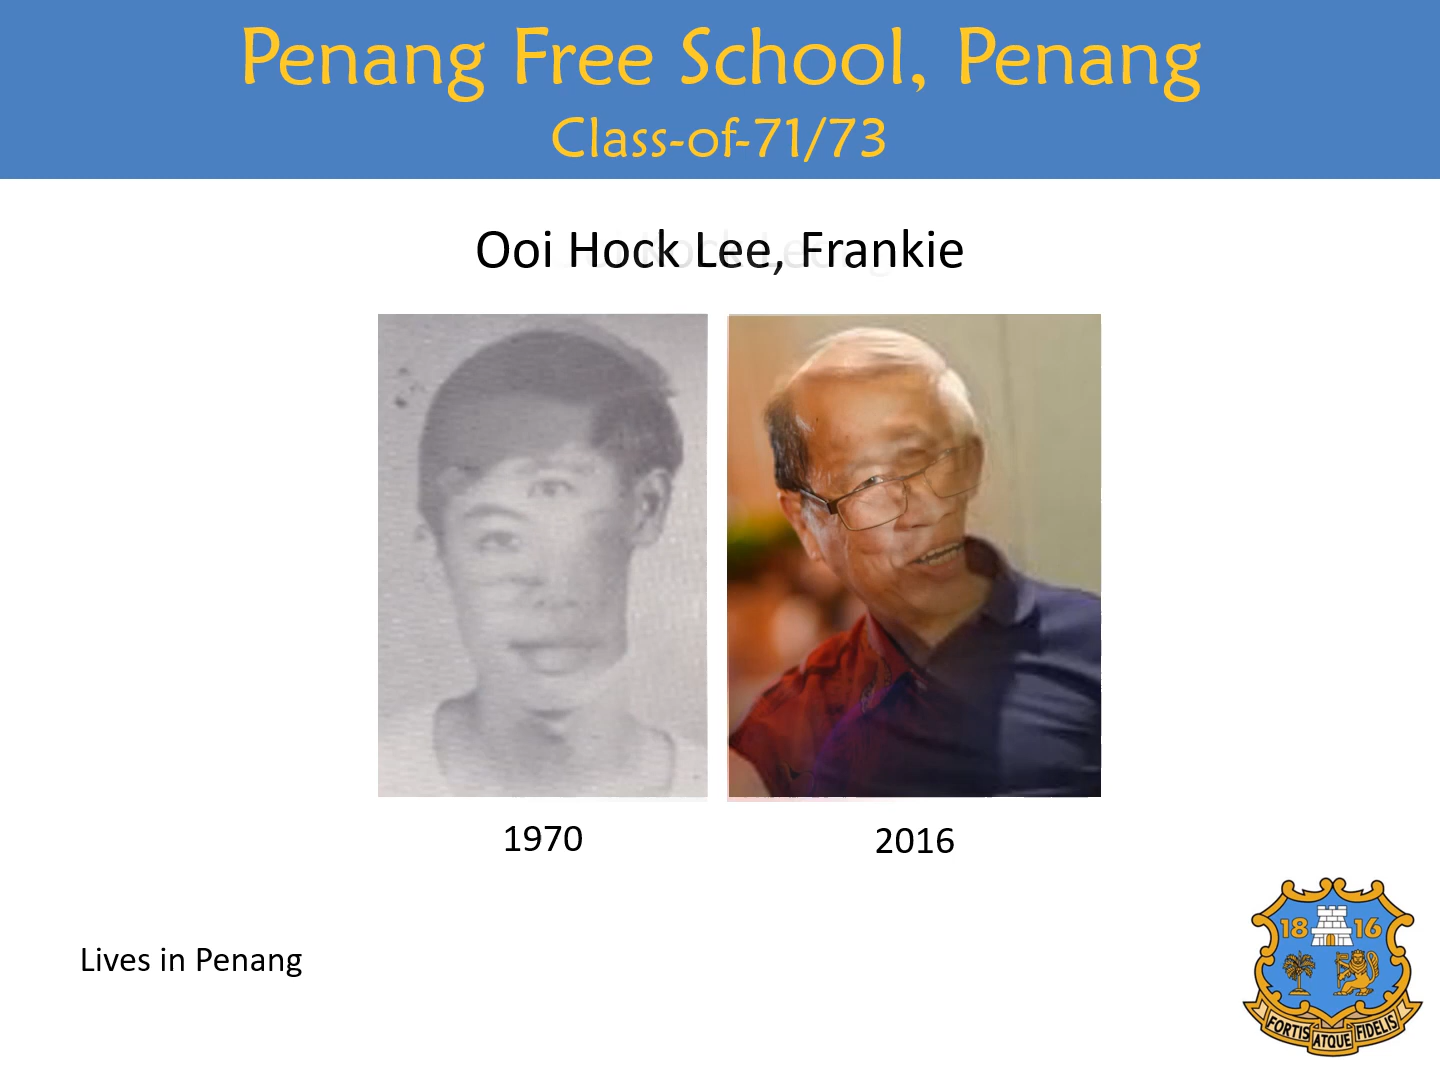 Penang Free School, Penang
Class-of-71/73
Ooi Hock Lee, Frankie
1970
2016
Lives in Penang
18 16
FORTIS ATQUE FIDELIS